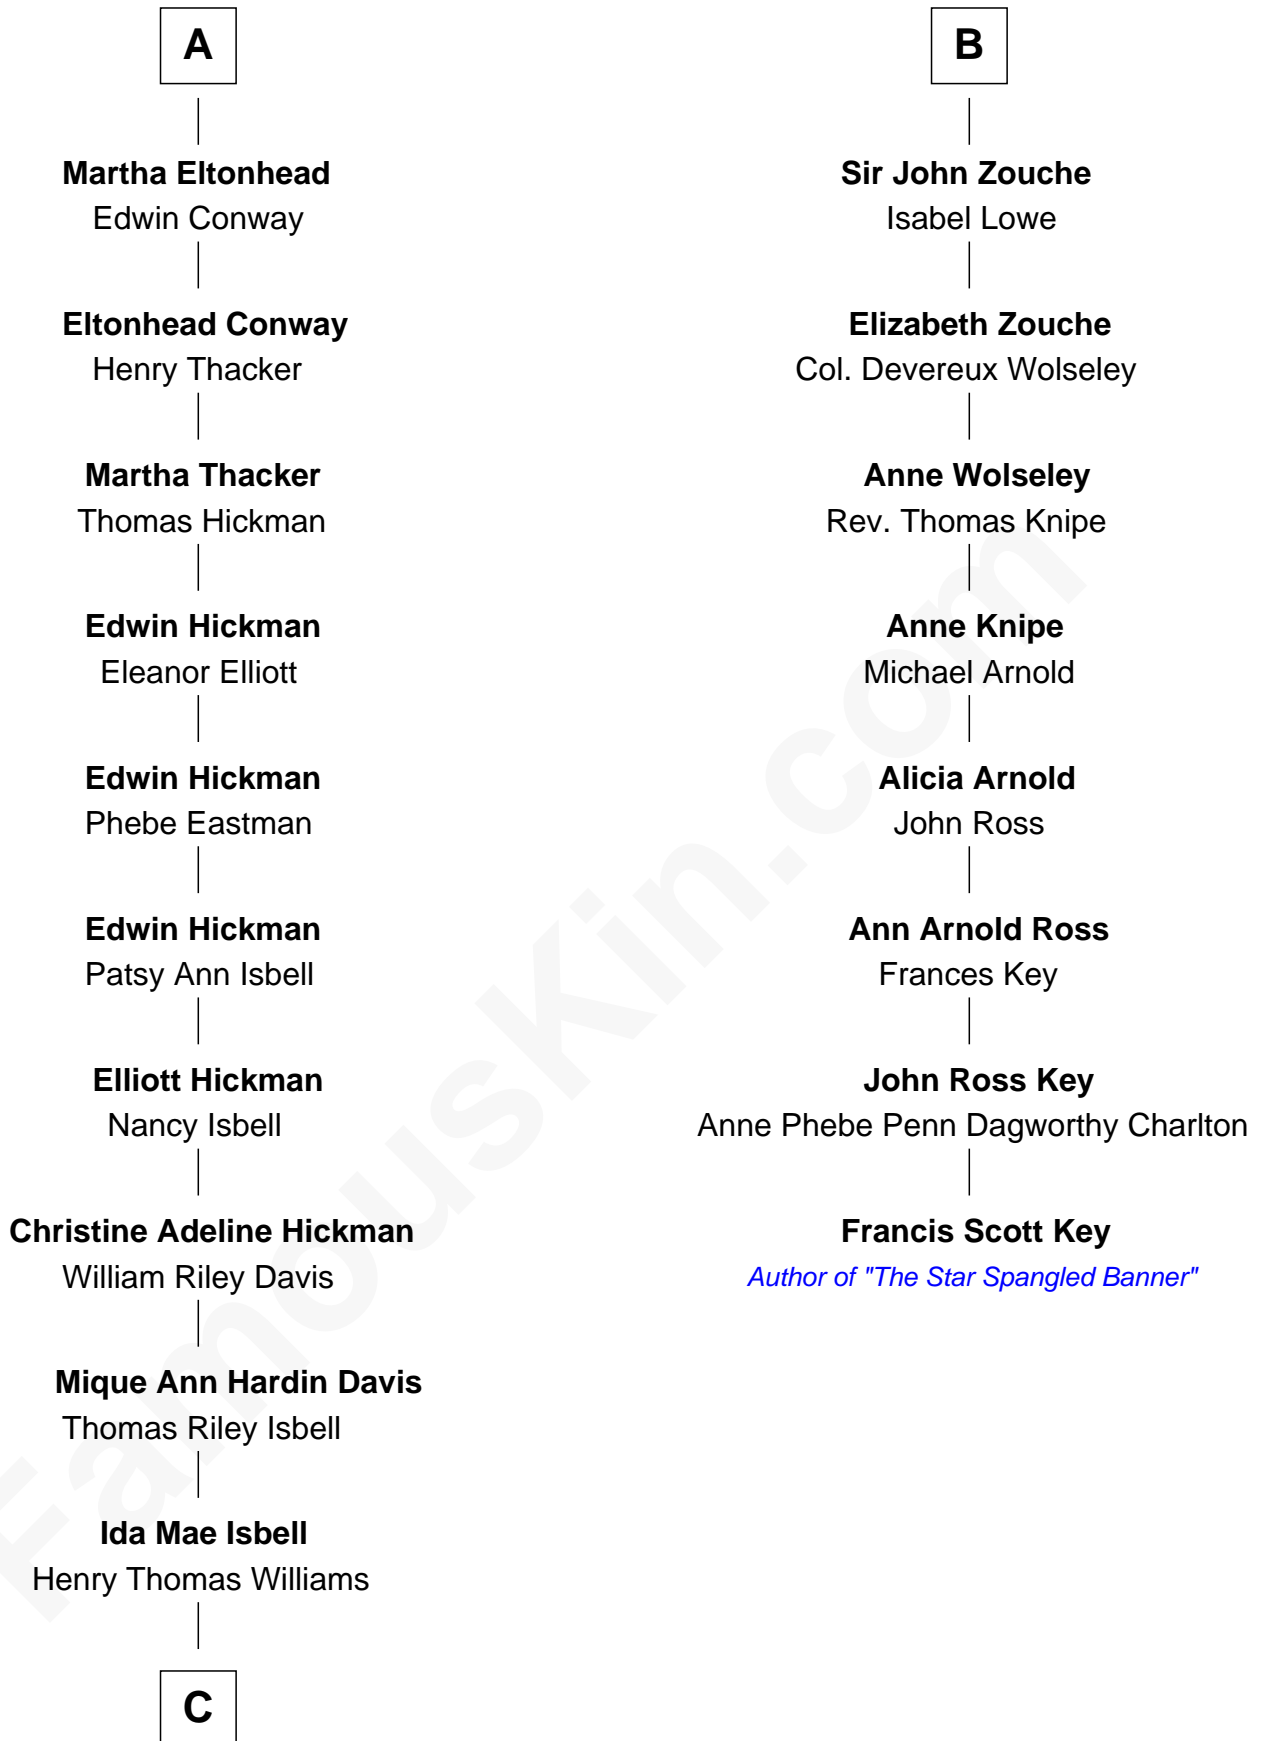 A
Martha Eltonhead
Edwin Conway
Eltonhead Conway
Henry Thacker
Martha Thacker
Thomas Hickman
Edwin Hickman
Eleanor Elliott
Edwin Hickman
Phebe Eastman
Edwin Hickman
Patsy Ann Isbell
Elliott Hickman
Nancy Isbell
Christine Adeline Hickman
William Riley Davis
Mique Ann Hardin Davis
Thomas Riley Isbell
Ida Mae Isbell
Henry Thomas Williams
C
B
Sir John Zouche
Isabel Lowe
Elizabeth Zouche
Col. Devereux Wolseley
Anne Wolseley
Rev. Thomas Knipe
Anne Knipe
Michael Arnold
Alicia Arnold
John Ross
Ann Arnold Ross
Frances Key
John Ross Key
Anne Phebe Penn Dagworthy Charlton
Francis Scott Key
Author of "The Star Spangled Banner"
FamousKin.com